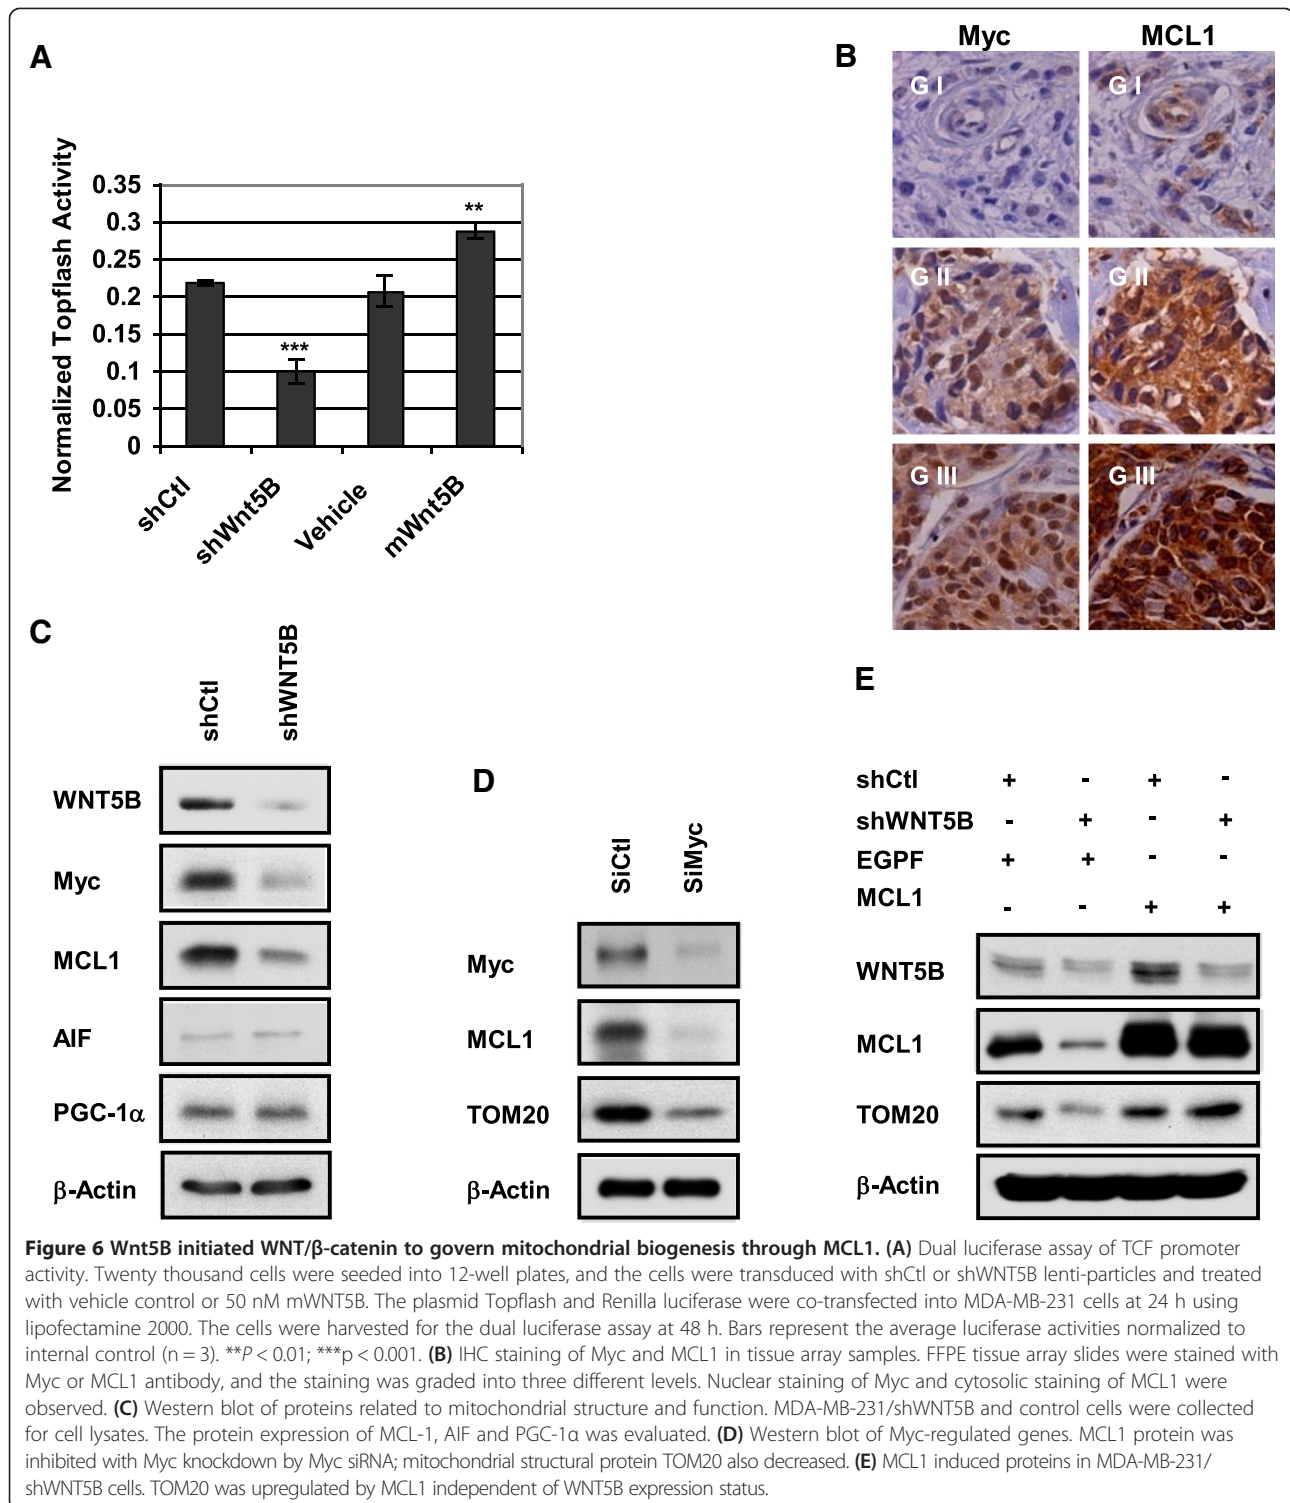 A
Normalized Topflash Activity
0.35
0.3
0.25
0.2
0.15
0.1
0.05
0
***
**
shCtl
shWnt5B
Vehicle
mWnt5B
B
Myc MCL1
G I G I
G II G II
G III G III
C
shCtl shWNT5B
WNT5B
Myc
MCL1
AIF
PGC-1α
β-Actin
D
SiCtl SiMyc
Myc
MCL1
TOM20
β-Actin
E
shCtl + - + -
shWNT5B - + - +
EGPF + + - -
MCL1 - - + +
WNT5B
MCL1
TOM20
β-Actin
Figure 6 Wnt5B initiated WNT/β-catenin to govern mitochondrial biogenesis through MCL1. (A) Dual luciferase assay of TCF promoter
activity. Twenty thousand cells were seeded into 12-well plates, and the cells were transduced with shCtl or shWNT5B lenti-particles and treated
with vehicle control or 50 nM mWNT5B. The plasmid Topflash and Renilla luciferase were co-transfected into MDA-MB-231 cells at 24 h using
lipofectamine 2000. The cells were harvested for the dual luciferase assay at 48 h. Bars represent the average luciferase activities normalized to
internal control (n = 3). **P < 0.01; ***p < 0.001. (B) IHC staining of Myc and MCL1 in tissue array samples. FFPE tissue array slides were stained with
Myc or MCL1 antibody, and the staining was graded into three different levels. Nuclear staining of Myc and cytosolic staining of MCL1 were
observed. (C) Western blot of proteins related to mitochondrial structure and function. MDA-MB-231/shWNT5B and control cells were collected
for cell lysates. The protein expression of MCL-1, AIF and PGC-1α was evaluated. (D) Western blot of Myc-regulated genes. MCL1 protein was
inhibited with Myc knockdown by Myc siRNA; mitochondrial structural protein TOM20 also decreased. (E) MCL1 induced proteins in MDA-MB-231/
shWNT5B cells. TOM20 was upregulated by MCL1 independent of WNT5B expression status.